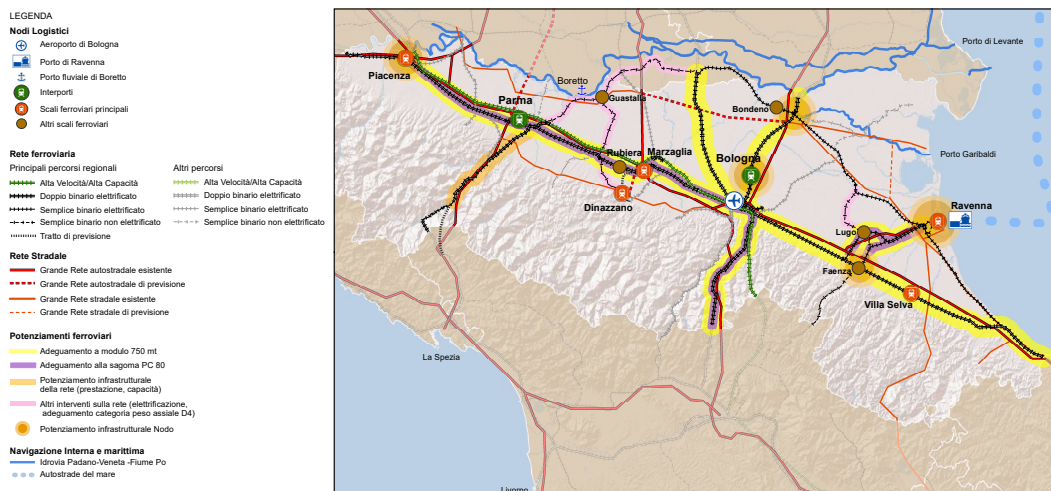 LEGENDA
Nodi Logistici
Aeroporto di Bologna
Porto di Ravenna
Porto fluviale di Boretto
Interporti
Scali ferroviari principali
Altri scali ferroviari
Rete ferroviaria
Principali percorsi regionali
Alta Velocità/Alta Capacità
Doppio binario elettrificato
Semplice binario elettrificato
Semplice binario non elettrificato
Tratto di previsione
Altri percorsi
Alta Velocità/Alta Capacità
Doppio binario elettrificato
Semplice binario elettrificato
Semplice binario non elettrificato
Rete Stradale
Grande Rete autostradale esistente
Grande Rete autostradale di previsione
Grande Rete stradale esistente
Grande Rete stradale di previsione
Potenziamenti ferroviari
Adeguamento a modulo 750 mt
Adeguamento alla sagoma PC 80
Potenziamento infrastrutturale
della rete (prestazione, capacità)
Altri interventi sulla rete (elettrificazione,
adeguamento categoria peso assiale D4)
Potenziamento infrastrutturale Nodo
Navigazione Interna e marittima
Idrovia Padano-Veneta -Fiume Po
Autostrade del mare
Porto di Levante
Piacenza
Boretto
Guastalla
Parma
Bondeno
Porto Garibaldi
Rubiera
Marzaglia
Bologna
Dinazzano
Ravenna
Lugo
Faenza
Villa Selva
La Spezia
Livorno